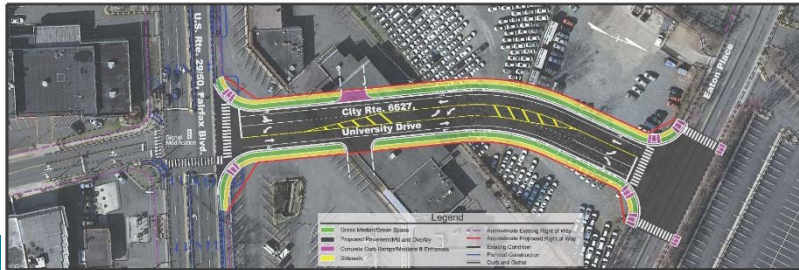 U.S. Rte. 29/50, Fairfax Blvd.
Eaton Place
City Rte. 6627,
University Drive
Signal
Modification
Legend
Grass Median/Green Space
Proposed Pavement/Mill and Overlay
Concrete Curb Ramps/Medians & Entrances
Sidewalk
Approximate Existing Right of Way
Approximate Proposed Right of Way
Existing Condition
Planned Construction
Curb and Gutter